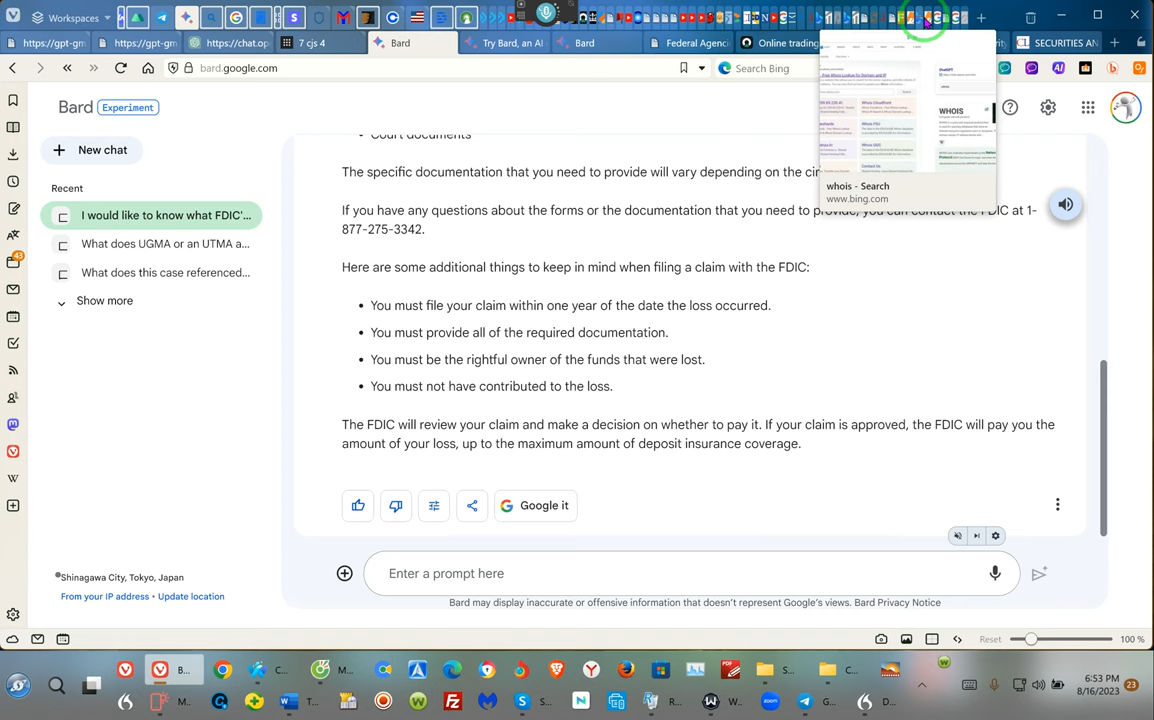 Workspaces
https://gpt-gm
https://gpt-gm
https://chat.op
7 cjs 4
Bard
Try Bard, an AI
Bard
Federal Agenci
Online trading
SECURITIES AN
bard.google.com
Search Bing
Bard
Experiment
New chat
Recent
I would like to know what FDIC'...
What does UGMA or an UTMA a...
What does this case referenced...
Show more
Court documents
The specific documentation that you need to provide will vary depending on the cir
If you have any questions about the forms or the documentation that you need to provide, you can contact the FDIC at 1-
877-275-3342.
Here are some additional things to keep in mind when filing a claim with the FDIC:
• You must file your claim within one year of the date the loss occurred.
• You must provide all of the required documentation.
• You must be the rightful owner of the funds that were lost.
• You must not have contributed to the loss.
The FDIC will review your claim and make a decision on whether to pay it. If your claim is approved, the FDIC will pay you the
amount of your loss, up to the maximum amount of deposit insurance coverage.
WHOIS
whois - Search
www.bing.com
Google it
Enter a prompt here
Bard may display inaccurate or offensive information that doesn't represent Google's views. Bard Privacy Notice
Shinagawa City, Tokyo, Japan
From your IP address • Update location
43
Reset
100 %
B...
C...
M...
S...
C...
M...
T...
S...
R...
W...
G...
D...
6:53 PM
8/16/2023
23